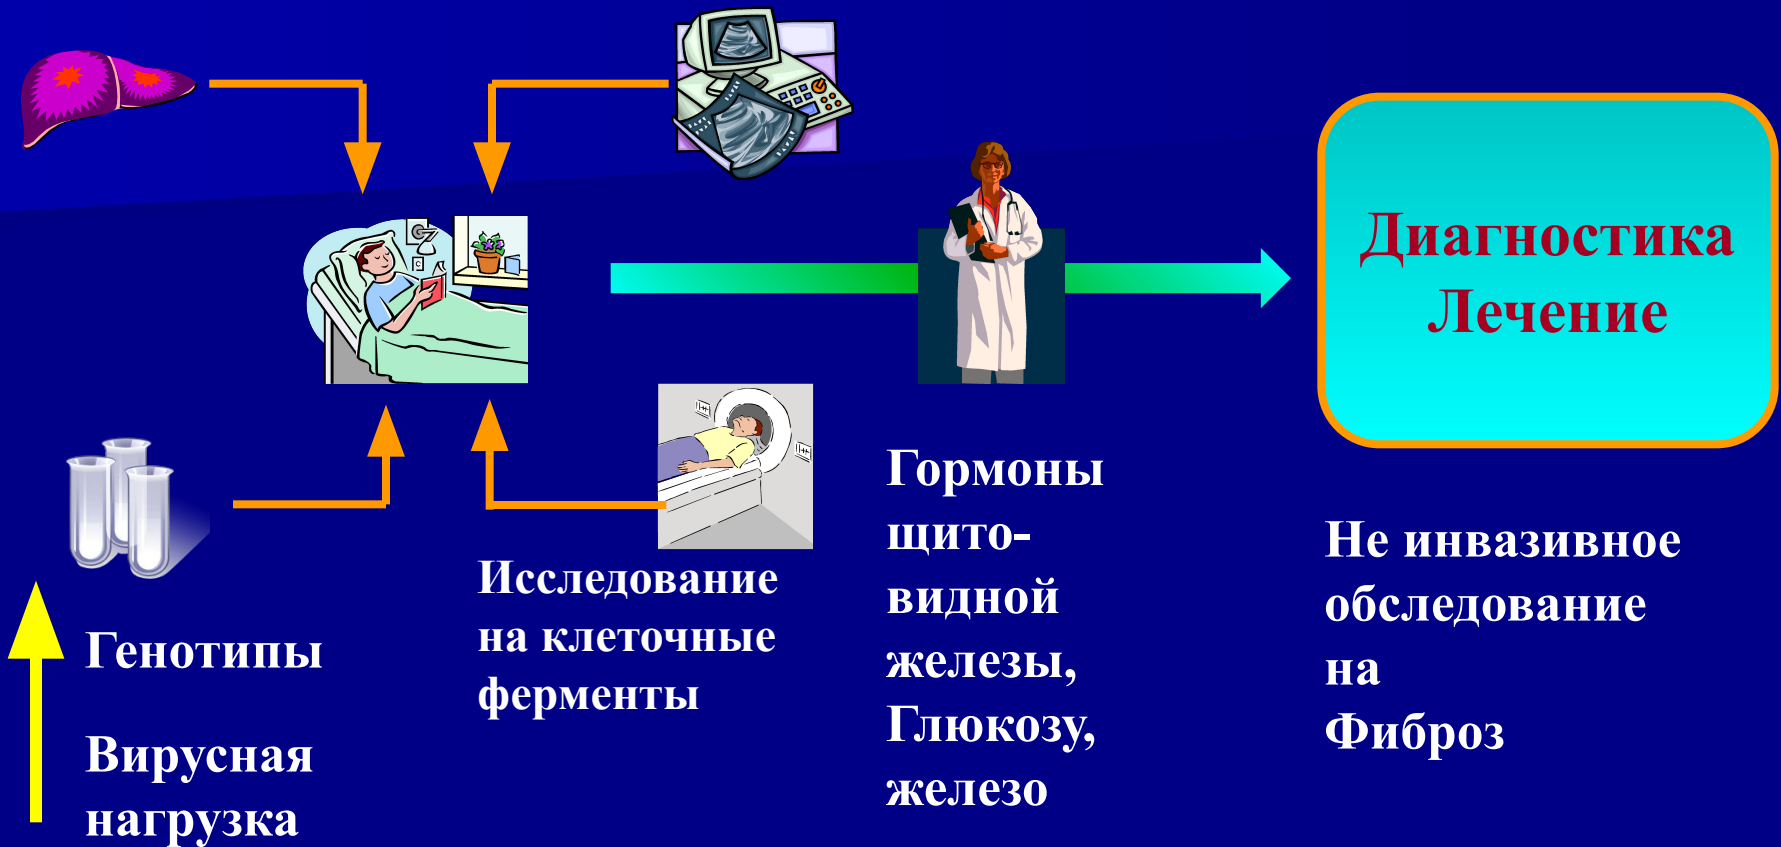 Диагностика
Лечение
Генотипы
Вирусная
нагрузка
Исследование
на клеточные
ферменты
Гормоны
щито-
видной
железы,
Глюкозу,
железо
Не инвазивное
обследование
на
Фиброз